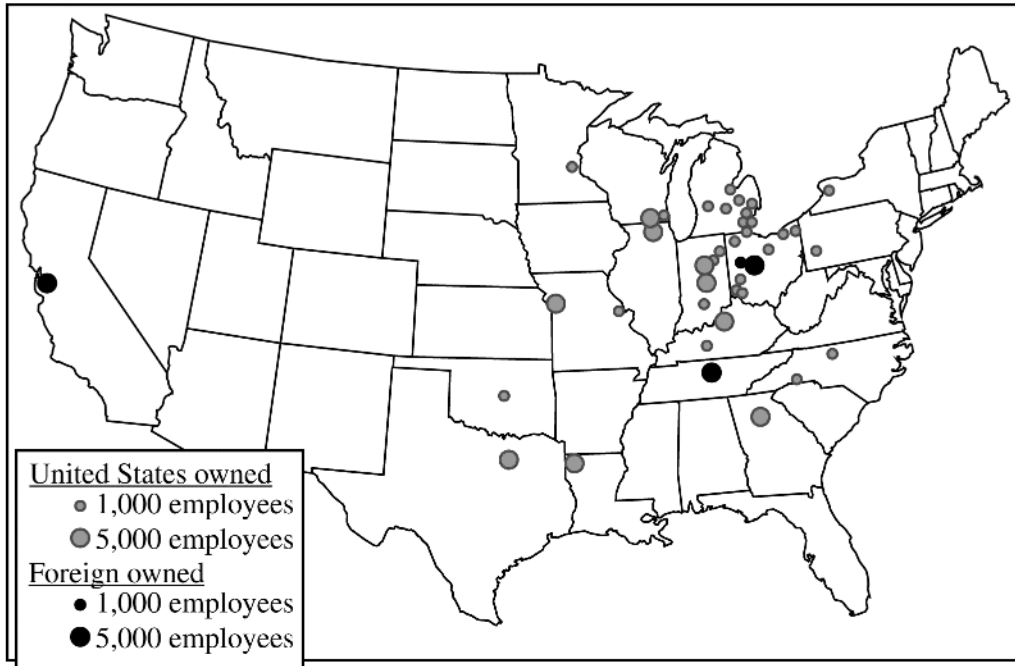 United States owned
1,000 employees
5,000 employees
Foreign owned
1,000 employees
5,000 employees